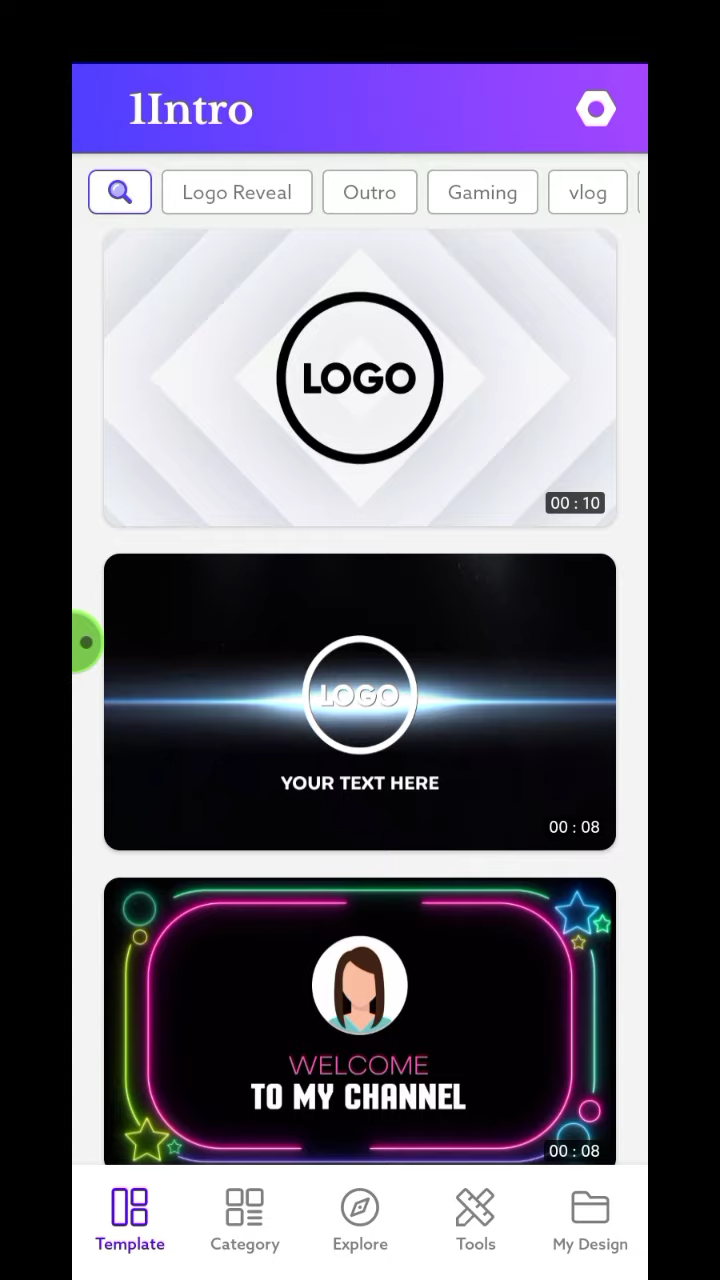 1Intro
Logo Reveal
Outro
Gaming
vlog
LOGO
00 : 10
LOGO
YOUR TEXT HERE
00 : 08
WELCOME
TO MY CHANNEL
00 : 08
Template
Category
Explore
Tools
My Design